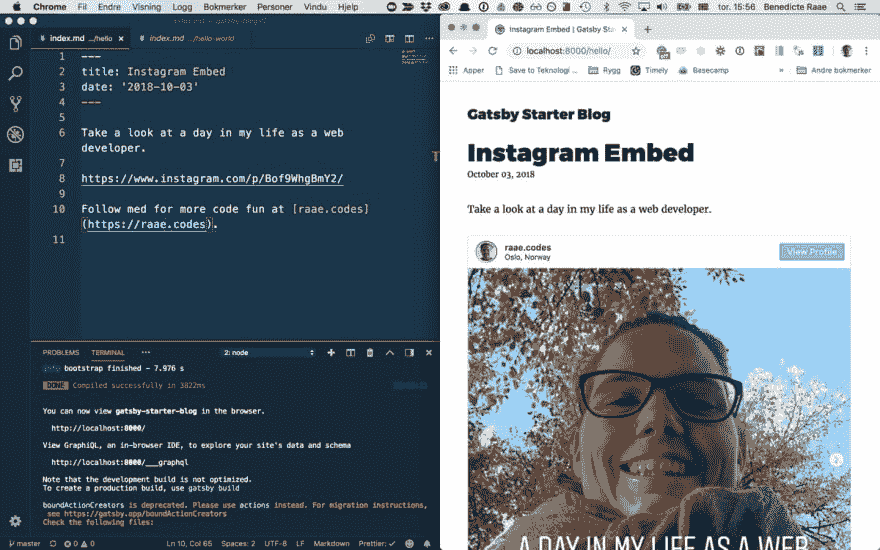 Chrome Fil Endre Visning Logg Bokmerker Personer Vindu Hjelp
tor. 15:56 Benedicte Raae
index.md .../hello
index.md .../hello-world
1 ---
2 title: Instagram Embed
3 date: '2018-10-03'
4 ---
5
6 Take a look at a day in my life as a web
developer.
7
8 https://www.instagram.com/p/Bof9WhgBmY2/
9
10 Follow med for more code fun at [raae.codes]
(https://raae.codes).
11
PROBLEMS TERMINAL ... 2: node
bootstrap finished - 7.976 s
DONE Compiled successfully in 3822ms
You can now view gatsby-starter-blog in the browser.
http://localhost:8000/
View GraphiQL, an in-browser IDE, to explore your site's data and schema
http://localhost:8000/___graphql
Note that the development build is not optimized.
To create a production build, use gatsby build
boundActionCreators is deprecated. Please use actions instead. For migration instructions,
see https://gatsby.app/boundActionCreators
Check the following files:
master 0 0 Ln 10, Col 65 Spaces: 2 UTF-8 LF Markdown Prettier: ✓
Instagram Embed | Gatsby Sta
localhost:8000/hello/
Apper Save to Teknologi ... Rygg Timely Basecamp » Andre bokmerker
Gatsby Starter Blog
Instagram Embed
October 03, 2018
Take a look at a day in my life as a web developer.
raae.codes
Oslo, Norway
View Profile
A DAY IN MY LIFE AS A WEB